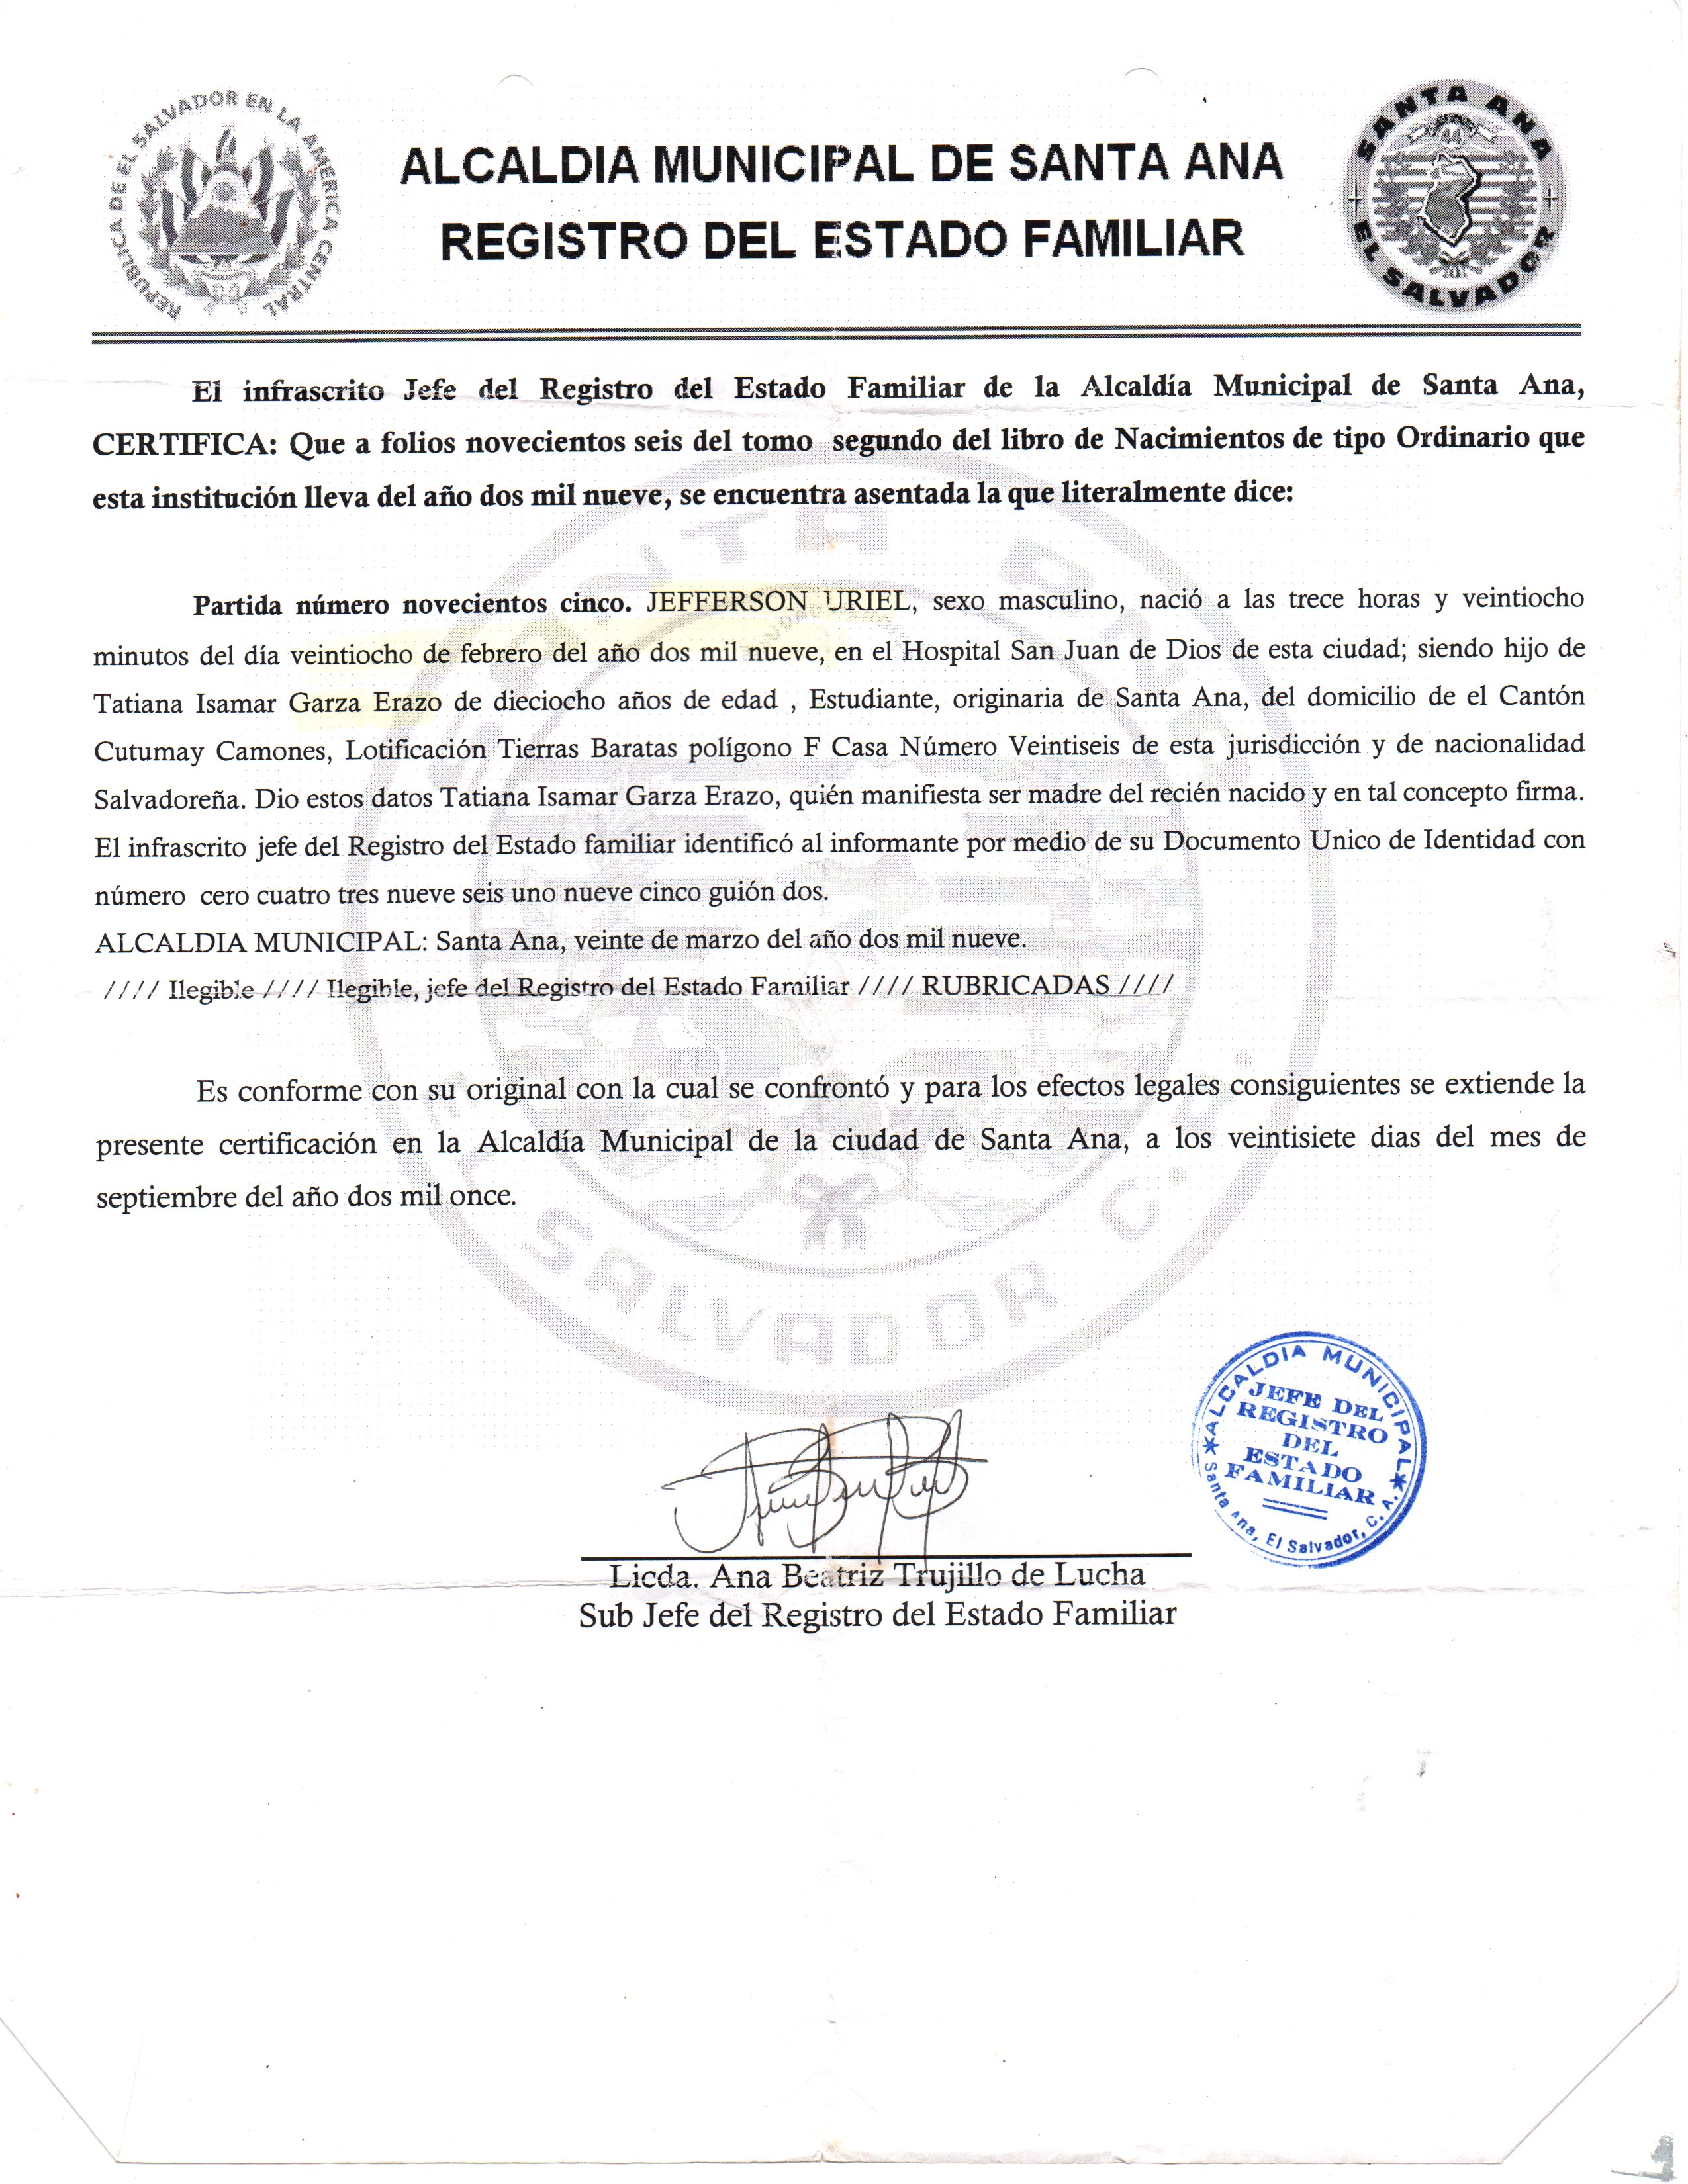 REPUBLICA DE EL SALVADOR EN LA AMERICA CENTRAL
ALCALDIA MUNICIPAL DE SANTA ANA
REGISTRO DEL ESTADO FAMILIAR
SANTA ANA
EL SALVADOR
El infrascrito Jefe del Registro del Estado Familiar de la Alcaldía Municipal de Santa Ana,
CERTIFICA: Que a folios novecientos seis del tomo segundo del libro de Nacimientos de tipo Ordinario que
esta institución lleva del año dos mil nueve, se encuentra asentada la que literalmente dice:
Partida número novecientos cinco. JEFFERSON URIEL, sexo masculino, nació a las trece horas y veintiocho
minutos del día veintiocho de febrero del año dos mil nueve, en el Hospital San Juan de Dios de esta ciudad; siendo hijo de
Tatiana Isamar Garza Erazo de dieciocho años de edad , Estudiante, originaria de Santa Ana, del domicilio de el Cantón
Cutumay Camones, Lotificación Tierras Baratas polígono F Casa Número Veintiseis de esta jurisdicción y de nacionalidad
Salvadoreña. Dio estos datos Tatiana Isamar Garza Erazo, quién manifiesta ser madre del recién nacido y en tal concepto firma.
El infrascrito jefe del Registro del Estado familiar identificó al informante por medio de su Documento Unico de Identidad con
número cero cuatro tres nueve seis uno nueve cinco guión dos.
ALCALDIA MUNICIPAL: Santa Ana, veinte de marzo del año dos mil nueve.
//// Ilegible //// Ilegible, jefe del Registro del Estado Familiar //// RUBRICADAS ////
Es conforme con su original con la cual se confrontó y para los efectos legales consiguientes se extiende la
presente certificación en la Alcaldía Municipal de la ciudad de Santa Ana, a los veintisiete dias del mes de
septiembre del año dos mil once.
SALVADOR C.
ALCALDIA MUNICIPAL
JEFE DEL
REGISTRO
DEL
ESTADO
FAMILIAR
Santa Ana, El Salvador, C. A.
Licda. Ana Beatriz Trujillo de Lucha
Sub Jefe del Registro del Estado Familiar